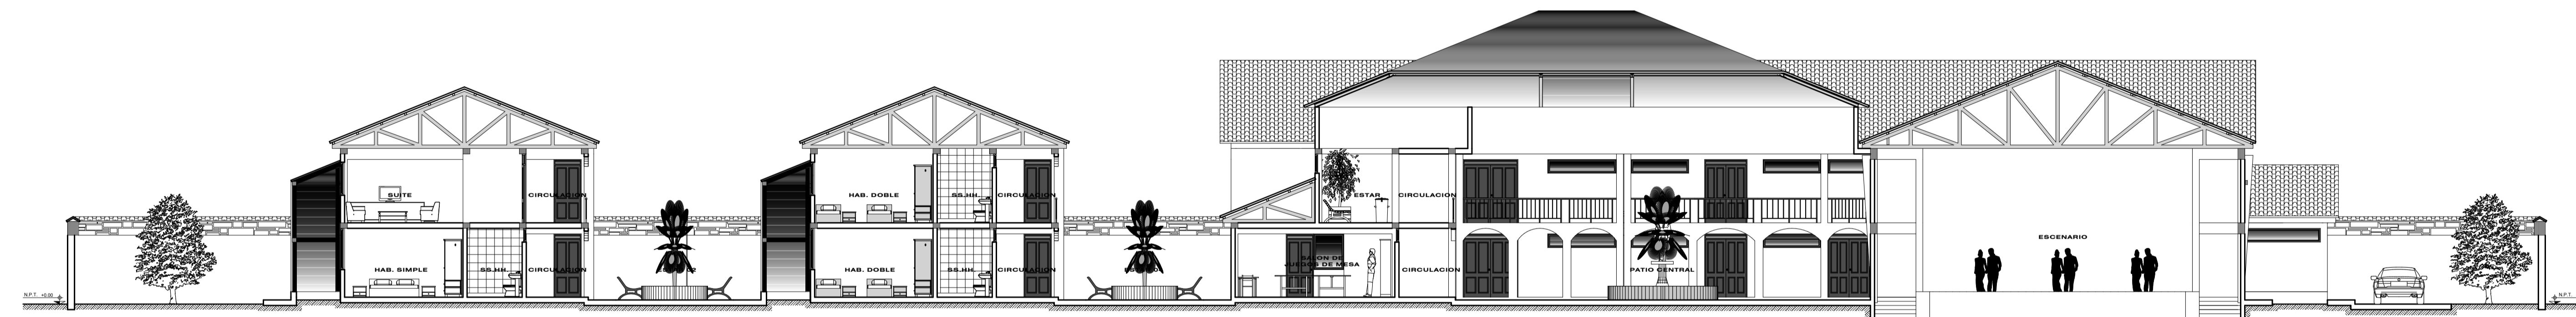 SUITE
CIRCULACION
HAB. DOBLE
SS.HH.
CIRCULACION
ESTAR
CIRCULACION
ESCENARIO
HAB. SIMPLE
SS.HH.
CIRCULACION
HAB. DOBLE
SS.HH.
CIRCULACION
SALON DE
JUEGOS DE MESA
CIRCULACION
PATIO CENTRAL
N.P.T. +0.00
N.P.T.